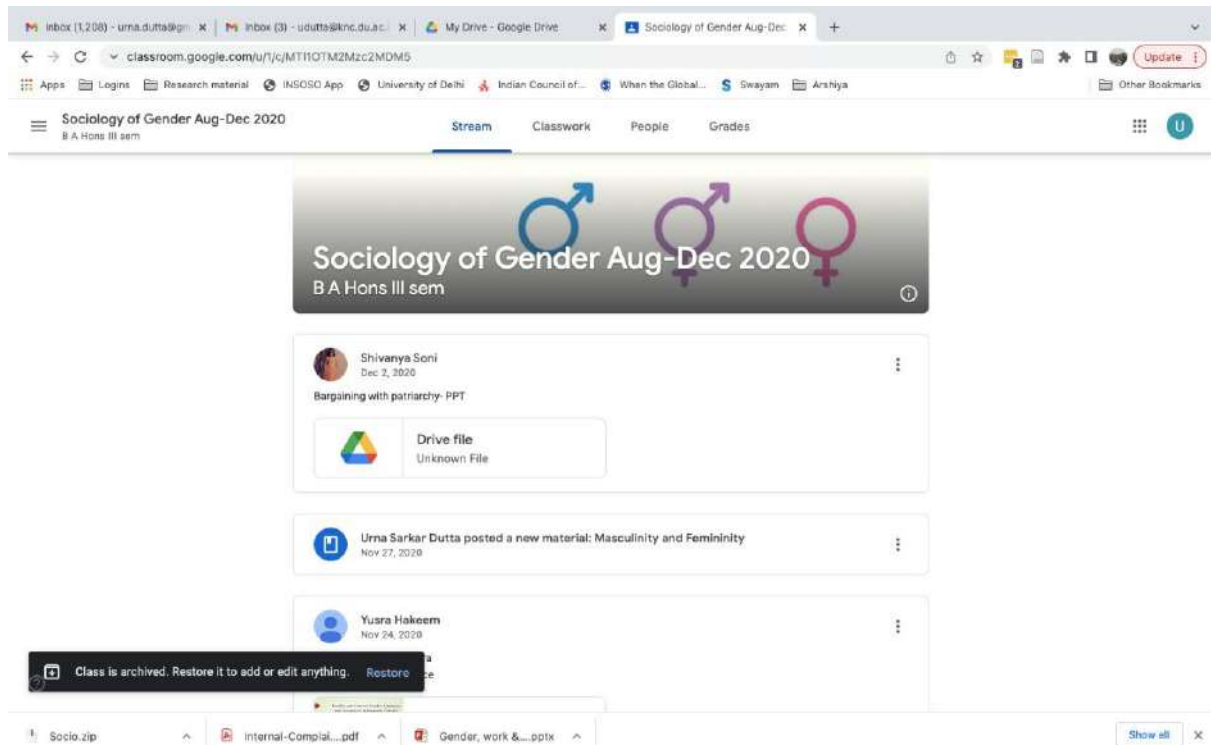 Inbox (1,208) - urna.dutta@gm
Inbox (3) - udutta@knc.du.ac.i
My Drive - Google Drive
Sociology of Gender Aug-Dec
classroom.google.com/u/1/c/MTI1OTM2Mzc2MDM5
Update
Apps
Logins
Research material
INSOSO App
University of Delhi
Indian Council of...
When the Global...
Swayam
Arshiya
Other Bookmarks
Sociology of Gender Aug-Dec 2020
B A Hons III sem
Stream
Classwork
People
Grades
U
Sociology of Gender Aug-Dec 2020
B A Hons III sem
Shivanya Soni
Dec 2, 2020
Bargaining with patriarchy- PPT
Drive file
Unknown File
Urna Sarkar Dutta posted a new material: Masculinity and Femininity
Nov 27, 2020
Yusra Hakeem
Nov 24, 2020
Class is archived. Restore it to add or edit anything. Restore
Socio.zip
Internal-Complai....pdf
Gender, work &....pptx
Show all